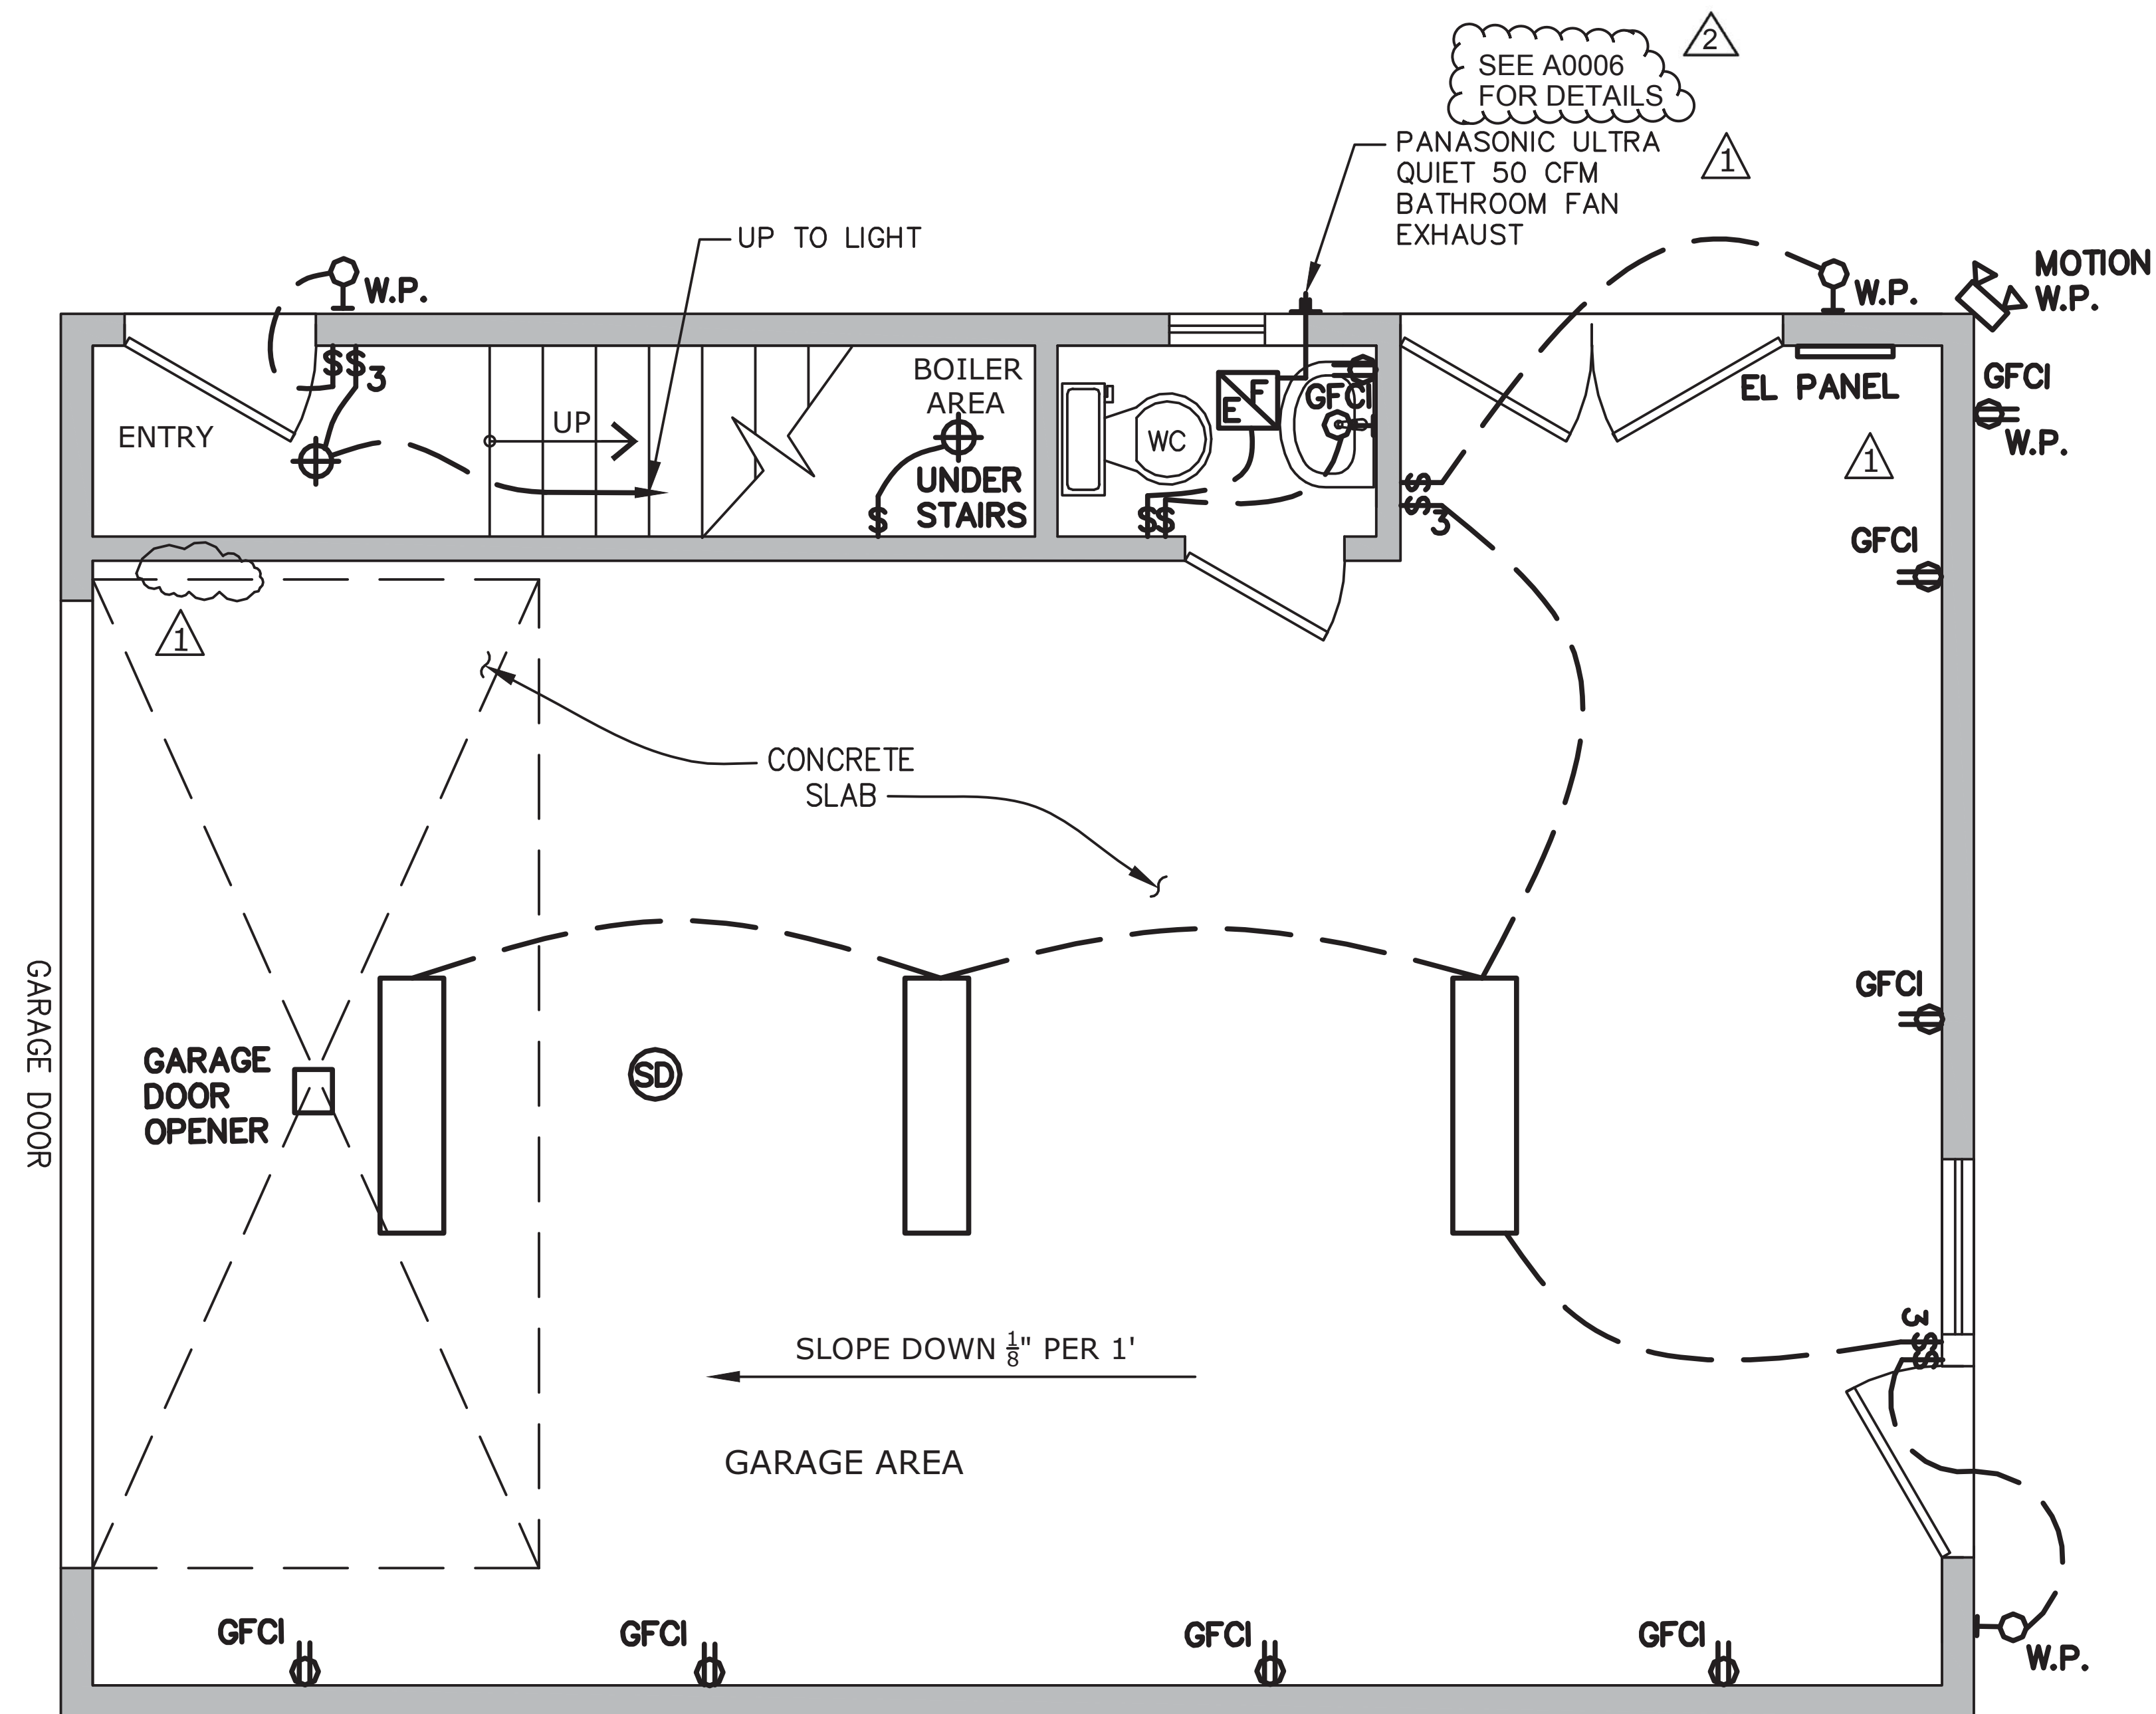 2
SEE A0006
FOR DETAILS
PANASONIC ULTRA
QUIET 50 CFM
BATHROOM FAN
EXHAUST
1
UP TO LIGHT
W.P.
W.P.
MOTION
W.P.
$$3
ENTRY
UP
BOILER
AREA
UNDER
STAIRS
$
WC
E F
GFCI
$$
$
$3
EL PANEL
GFCI
W.P.
1
GFCI
1
CONCRETE
SLAB
GFCI
GARAGE DOOR
GARAGE
DOOR
OPENER
SD
SLOPE DOWN 1/8" PER 1'
3
$
$
GARAGE AREA
GFCI
GFCI
GFCI
GFCI
W.P.